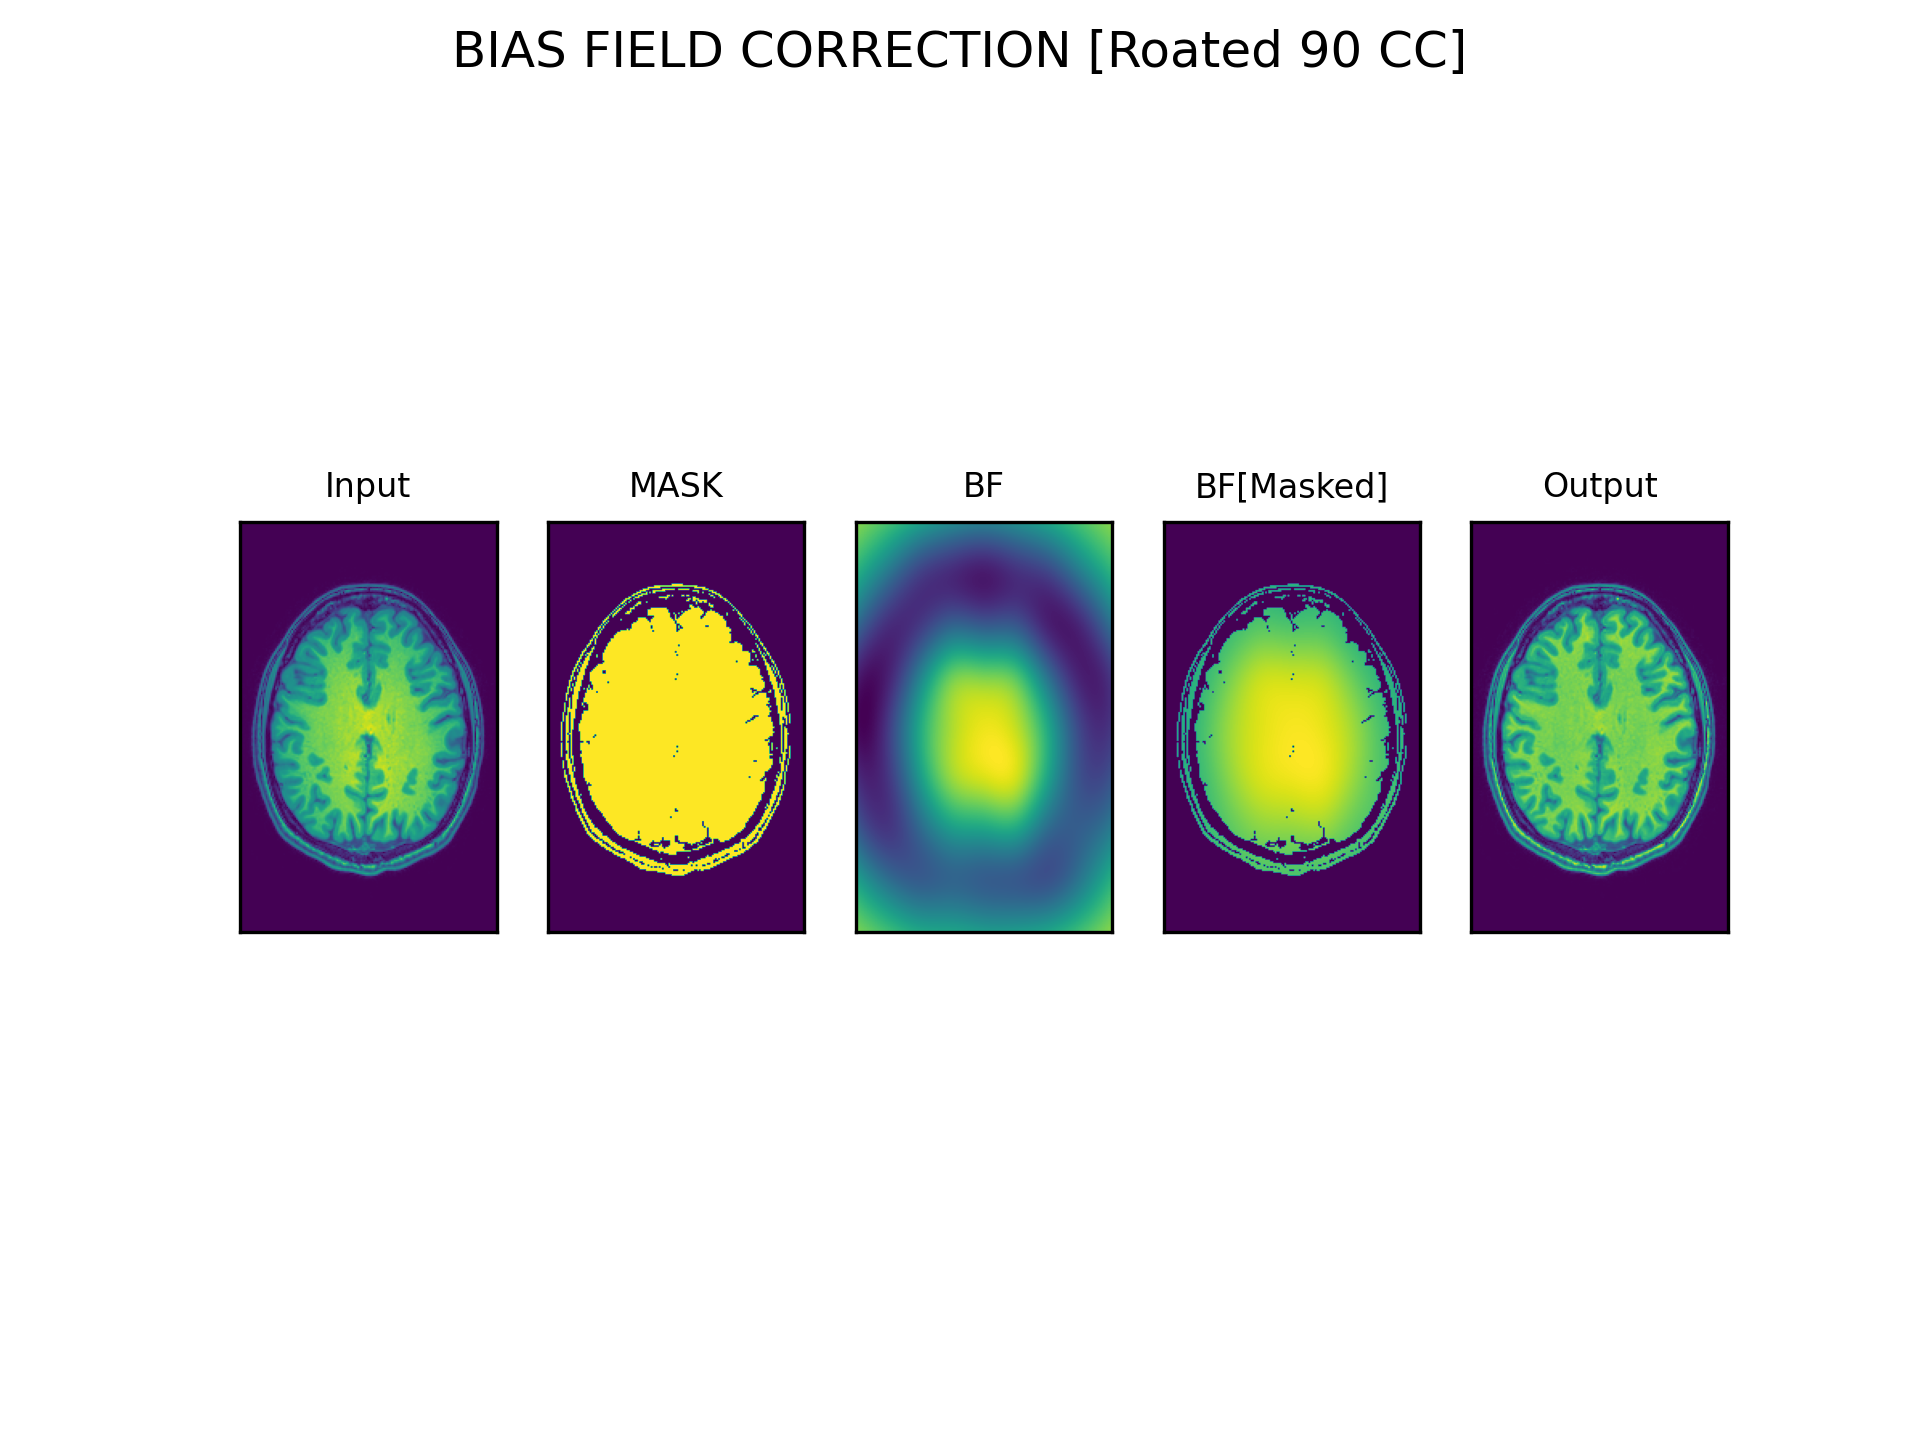 BIAS FIELD CORRECTION [Roated 90 CC]
Input
MASK
BF
BF[Masked]
Output